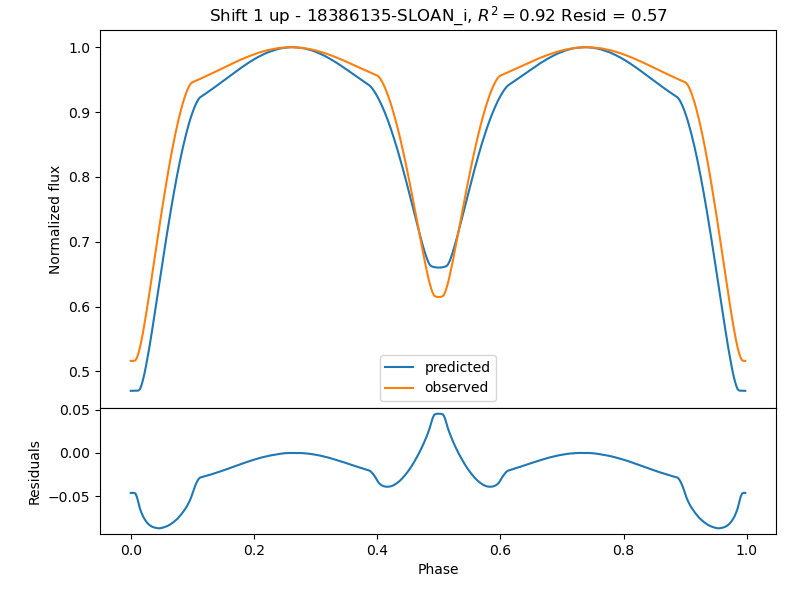 Shift 1 up - 18386135-SLOAN_i, R² = 0.92 Resid = 0.57
1.0
0.9
0.8
0.7
0.6
0.5
Normalized flux
predicted
observed
0.05
0.00
−0.05
Residuals
0.0 0.2 0.4 0.6 0.8 1.0
Phase